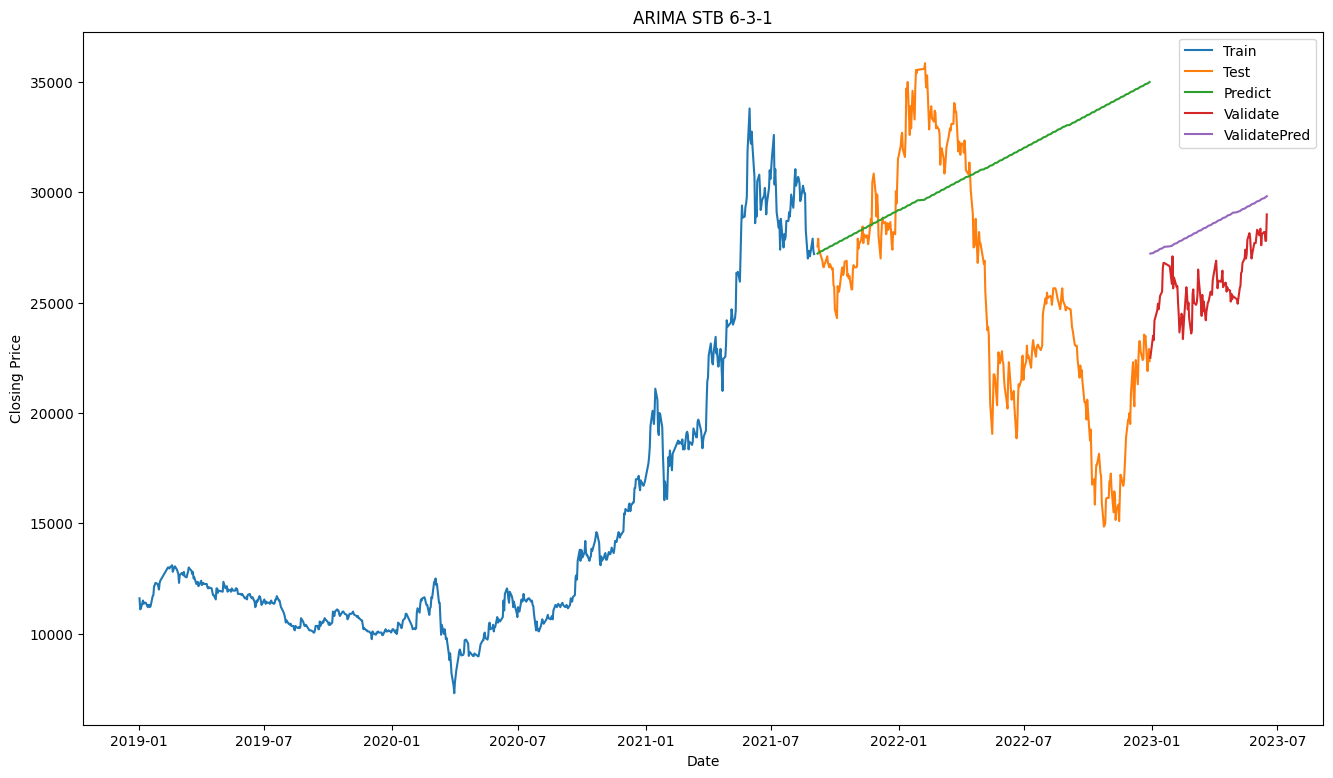 ARIMA STB 6-3-1
Train
Test
Predict
Validate
ValidatePred
35000
30000
25000
20000
15000
10000
Closing Price
2019-01 2019-07 2020-01 2020-07 2021-01 2021-07 2022-01 2022-07 2023-01 2023-07
Date